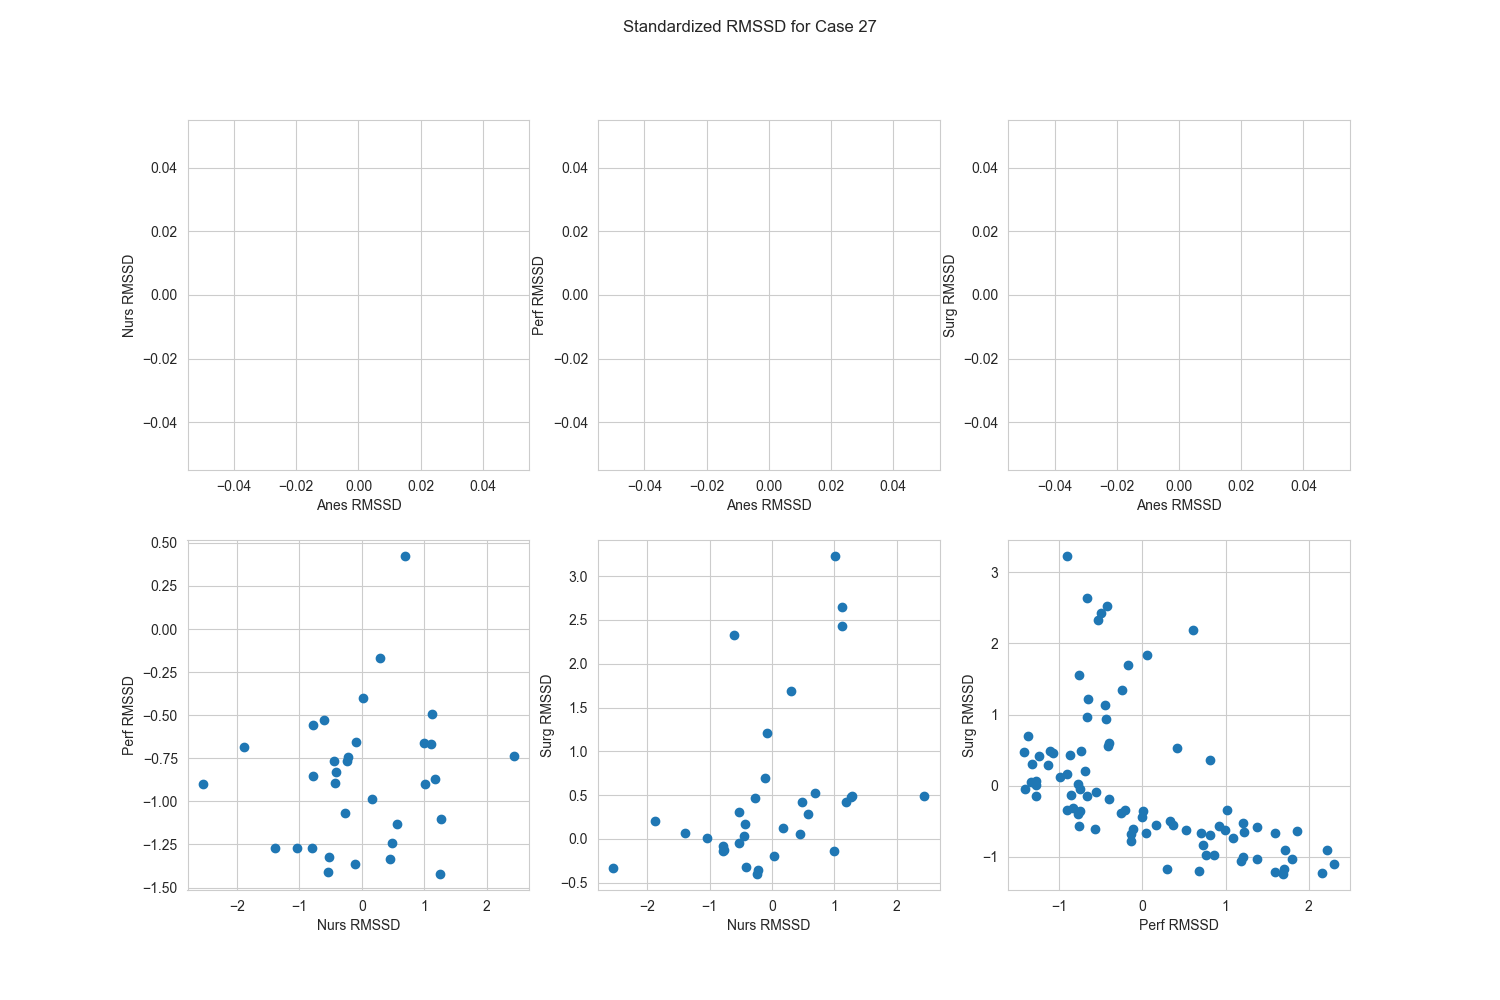 Standardized RMSSD for Case 27
0.04
0.02
0.00
−0.02
−0.04
Nurs RMSSD
−0.04 −0.02 0.00 0.02 0.04
Anes RMSSD
0.04
0.02
0.00
−0.02
−0.04
Perf RMSSD
−0.04 −0.02 0.00 0.02 0.04
Anes RMSSD
0.04
0.02
0.00
−0.02
−0.04
Surg RMSSD
−0.04 −0.02 0.00 0.02 0.04
Anes RMSSD
0.50
0.25
0.00
−0.25
−0.50
−0.75
−1.00
−1.25
−1.50
Perf RMSSD
−2 −1 0 1 2
Nurs RMSSD
3.0
2.5
2.0
1.5
1.0
0.5
0.0
−0.5
Surg RMSSD
−2 −1 0 1 2
Nurs RMSSD
3
2
1
0
−1
Surg RMSSD
−1 0 1 2
Perf RMSSD